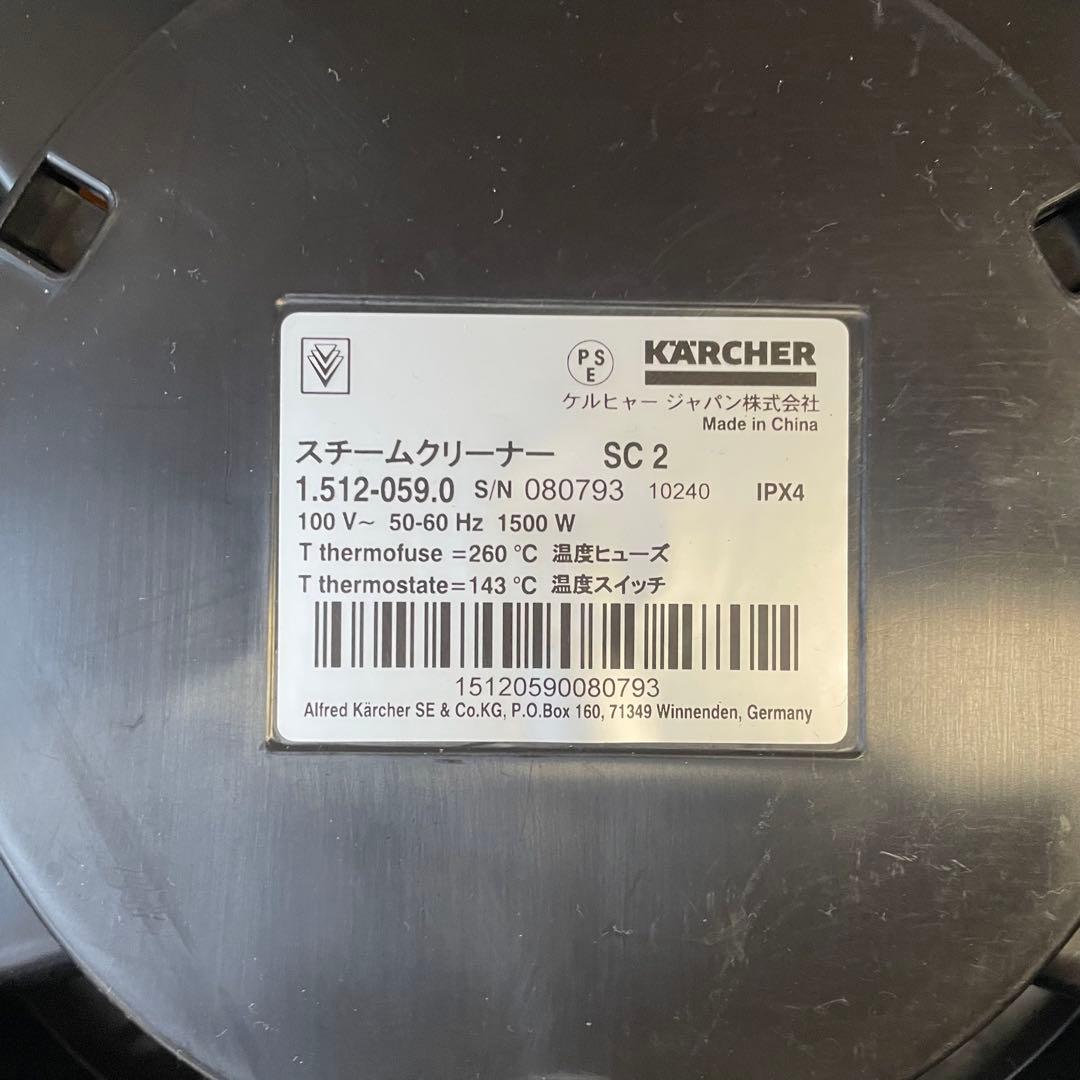 PSE KÄRCHER
ケルヒャー ジャパン株式会社
Made in China
スチームクリーナー SC 2
1.512-059.0 S/N 080793 10240 IPX4
100 V~ 50-60 Hz 1500 W
T thermofuse =260 °C 温度ヒューズ
T thermostate=143 °C 温度スイッチ
15120590080793
Alfred Kärcher SE & Co.KG, P.O.Box 160, 71349 Winnenden, Germany